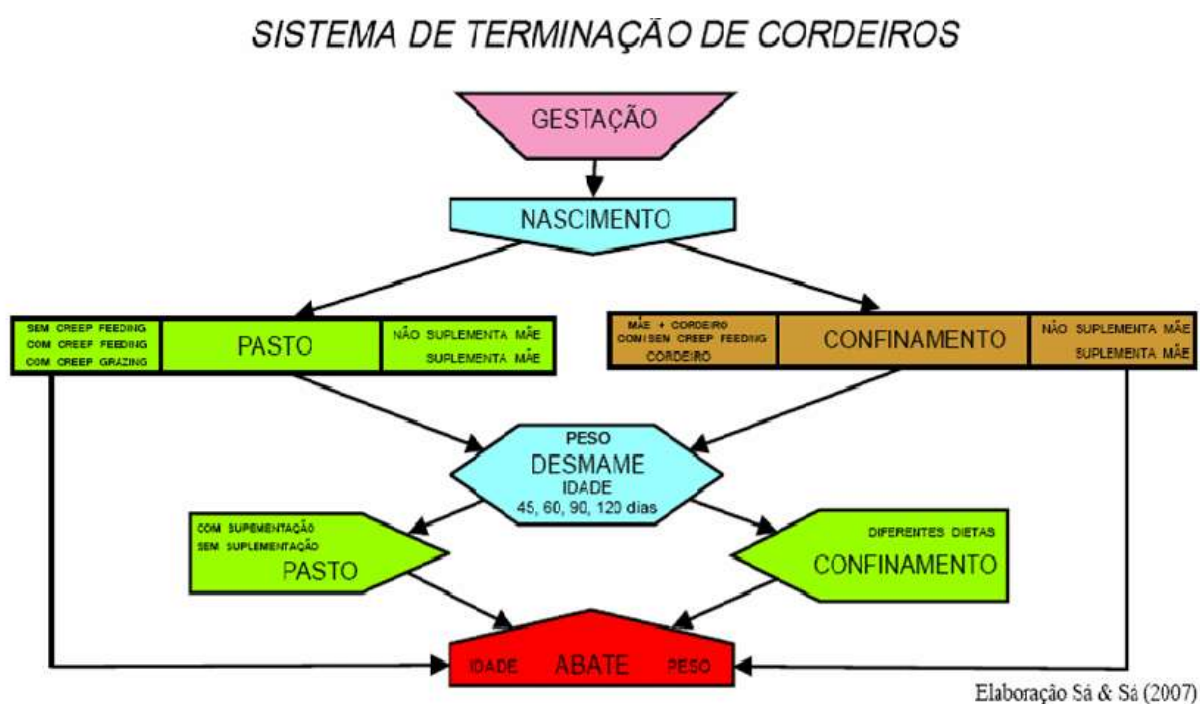 SISTEMA DE TERMINAÇÃO DE CORDEIROS
GESTAÇÃO
NASCIMENTO
SEM CREEP FEEDING
COM CREEP FEEDING
COM CREEP GRAZING
PASTO
NÃO SUPLEMENTA MÃE
SUPLEMENTA MÃE
MÃE + CORDEIRO
COM/SEM CREEP FEEDING
CORDEIRO
CONFINAMENTO
NÃO SUPLEMENTA MÃE
SUPLEMENTA MÃE
PESO
DESMAME
IDADE
45, 60, 90, 120 dias
COM SUPEMENTAÇÃO
SEM SUPLEMENTAÇÃO
PASTO
DIFERENTES DIETAS
CONFINAMENTO
IDADE ABATE PESO
Elaboração Sá & Sá (2007)